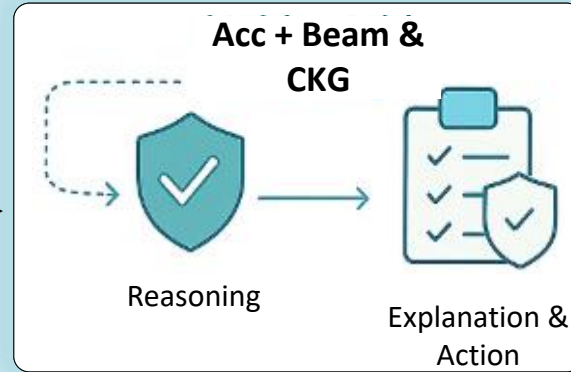 Acc + Beam &
CKG
Reasoning
Explanation &
Action